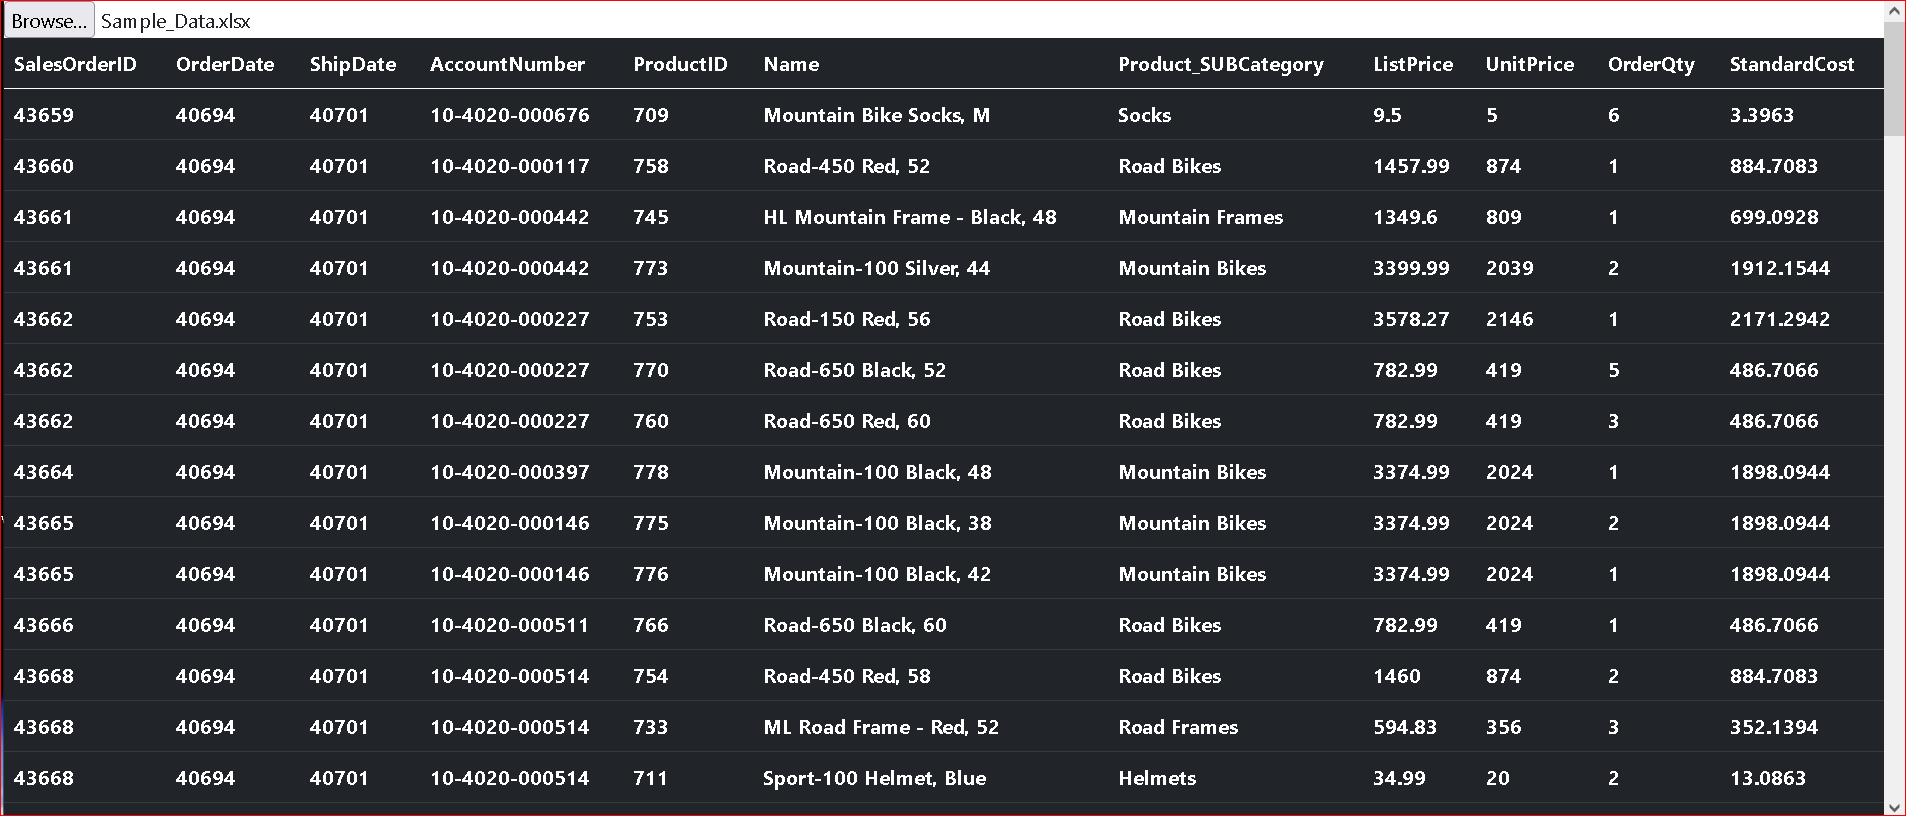 Browse... Sample_Data.xlsx
SalesOrderID OrderDate ShipDate AccountNumber ProductID Name Product_SUBCategory ListPrice UnitPrice OrderQty StandardCost
43659 40694 40701 10-4020-000676 709 Mountain Bike Socks, M Socks 9.5 5 6 3.3963
43660 40694 40701 10-4020-000117 758 Road-450 Red, 52 Road Bikes 1457.99 874 1 884.7083
43661 40694 40701 10-4020-000442 745 HL Mountain Frame - Black, 48 Mountain Frames 1349.6 809 1 699.0928
43661 40694 40701 10-4020-000442 773 Mountain-100 Silver, 44 Mountain Bikes 3399.99 2039 2 1912.1544
43662 40694 40701 10-4020-000227 753 Road-150 Red, 56 Road Bikes 3578.27 2146 1 2171.2942
43662 40694 40701 10-4020-000227 770 Road-650 Black, 52 Road Bikes 782.99 419 5 486.7066
43662 40694 40701 10-4020-000227 760 Road-650 Red, 60 Road Bikes 782.99 419 3 486.7066
43664 40694 40701 10-4020-000397 778 Mountain-100 Black, 48 Mountain Bikes 3374.99 2024 1 1898.0944
43665 40694 40701 10-4020-000146 775 Mountain-100 Black, 38 Mountain Bikes 3374.99 2024 2 1898.0944
43665 40694 40701 10-4020-000146 776 Mountain-100 Black, 42 Mountain Bikes 3374.99 2024 1 1898.0944
43666 40694 40701 10-4020-000511 766 Road-650 Black, 60 Road Bikes 782.99 419 1 486.7066
43668 40694 40701 10-4020-000514 754 Road-450 Red, 58 Road Bikes 1460 874 2 884.7083
43668 40694 40701 10-4020-000514 733 ML Road Frame - Red, 52 Road Frames 594.83 356 3 352.1394
43668 40694 40701 10-4020-000514 711 Sport-100 Helmet, Blue Helmets 34.99 20 2 13.0863